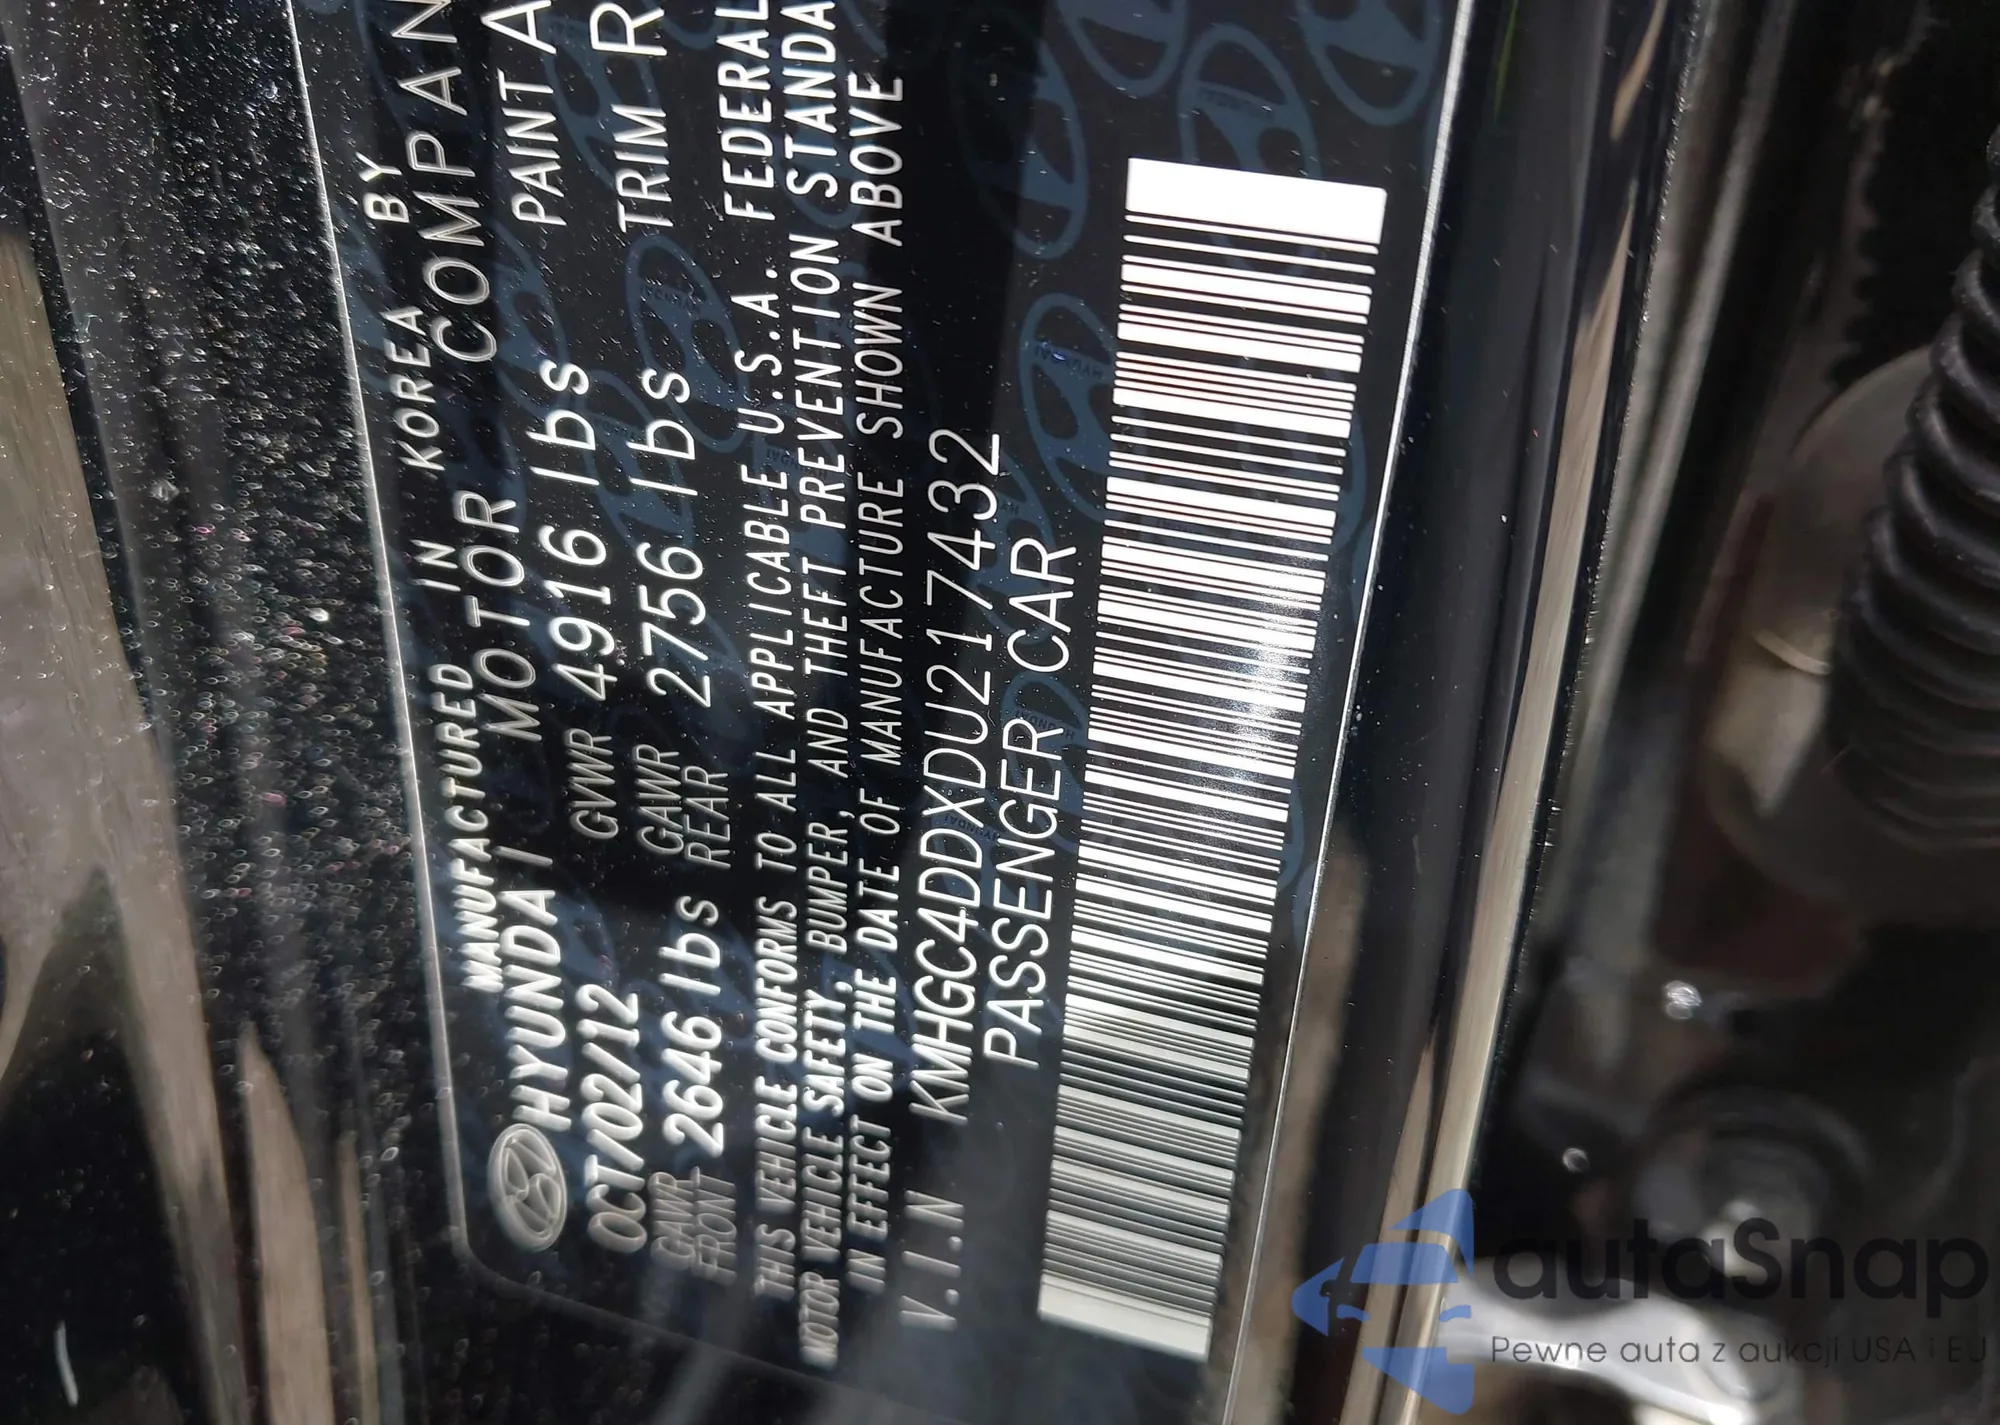 MANUFACTURED IN KOREA BY
HYUNDAI MOTOR COMPAN
OCT/02/12 GVWR 4916 lbs PAINT A
GAWR FRONT 2646 lbs GAWR REAR 2756 lbs TRIM R
THIS VEHICLE CONFORMS TO ALL APPLICABLE U.S.A. FEDERAL
MOTOR VEHICLE SAFETY, BUMPER, AND THEFT PREVENTION STANDA
IN EFFECT ON THE DATE OF MANUFACTURE SHOWN ABOVE
V.I.N KMHGC4DDXDU217432
PASSENGER CAR
autaSnap
Pewne auta z aukcji USA i EU